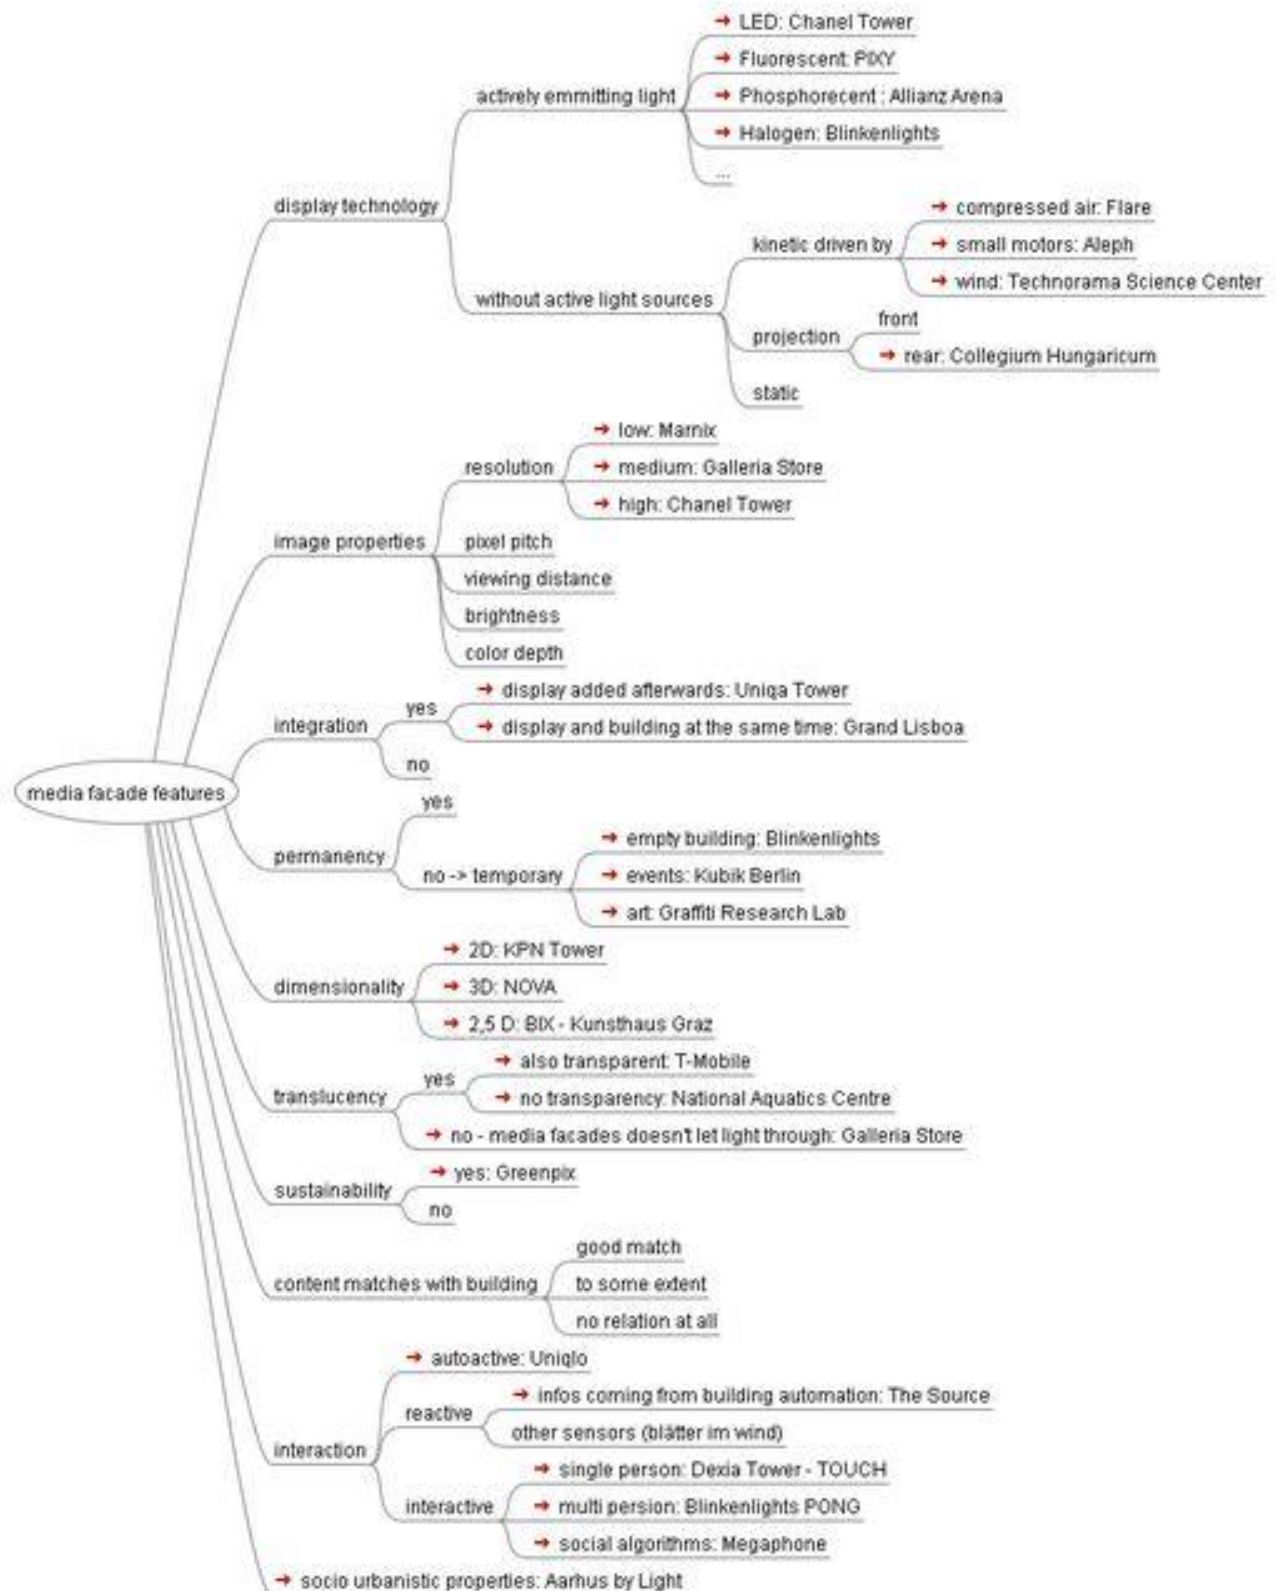 LED: Chanel Tower
Fluorescent: PIXY
actively emmitting light
Phosphorecent ; Allianz Arena
Halogen: Blinkenlights
...
display technology
compressed air: Flare
kinetic driven by
small motors: Aleph
wind: Technorama Science Center
without active light sources
front
projection
rear: Collegium Hungaricum
static
low: Marnix
resolution
medium: Galleria Store
high: Chanel Tower
image properties
pixel pitch
viewing distance
brightness
color depth
display added afterwards: Uniqa Tower
yes
integration
display and building at the same time: Grand Lisboa
no
media facade features
yes
permanency
empty building: Blinkenlights
no -> temporary
events: Kubik Berlin
art: Graffiti Research Lab
2D: KPN Tower
dimensionality
3D: NOVA
2,5 D: BIX - Kunsthaus Graz
also transparent: T-Mobile
yes
translucency
no transparency: National Aquatics Centre
no - media facades doesn't let light through: Galleria Store
yes: Greenpix
sustainability
no
good match
content matches with building
to some extent
no relation at all
autoactive: Uniqlo
infos coming from building automation: The Source
reactive
other sensors (blätter im wind)
interaction
single person: Dexia Tower - TOUCH
interactive
multi persion: Blinkenlights PONG
social algorithms: Megaphone
socio urbanistic properties: Aarhus by Light